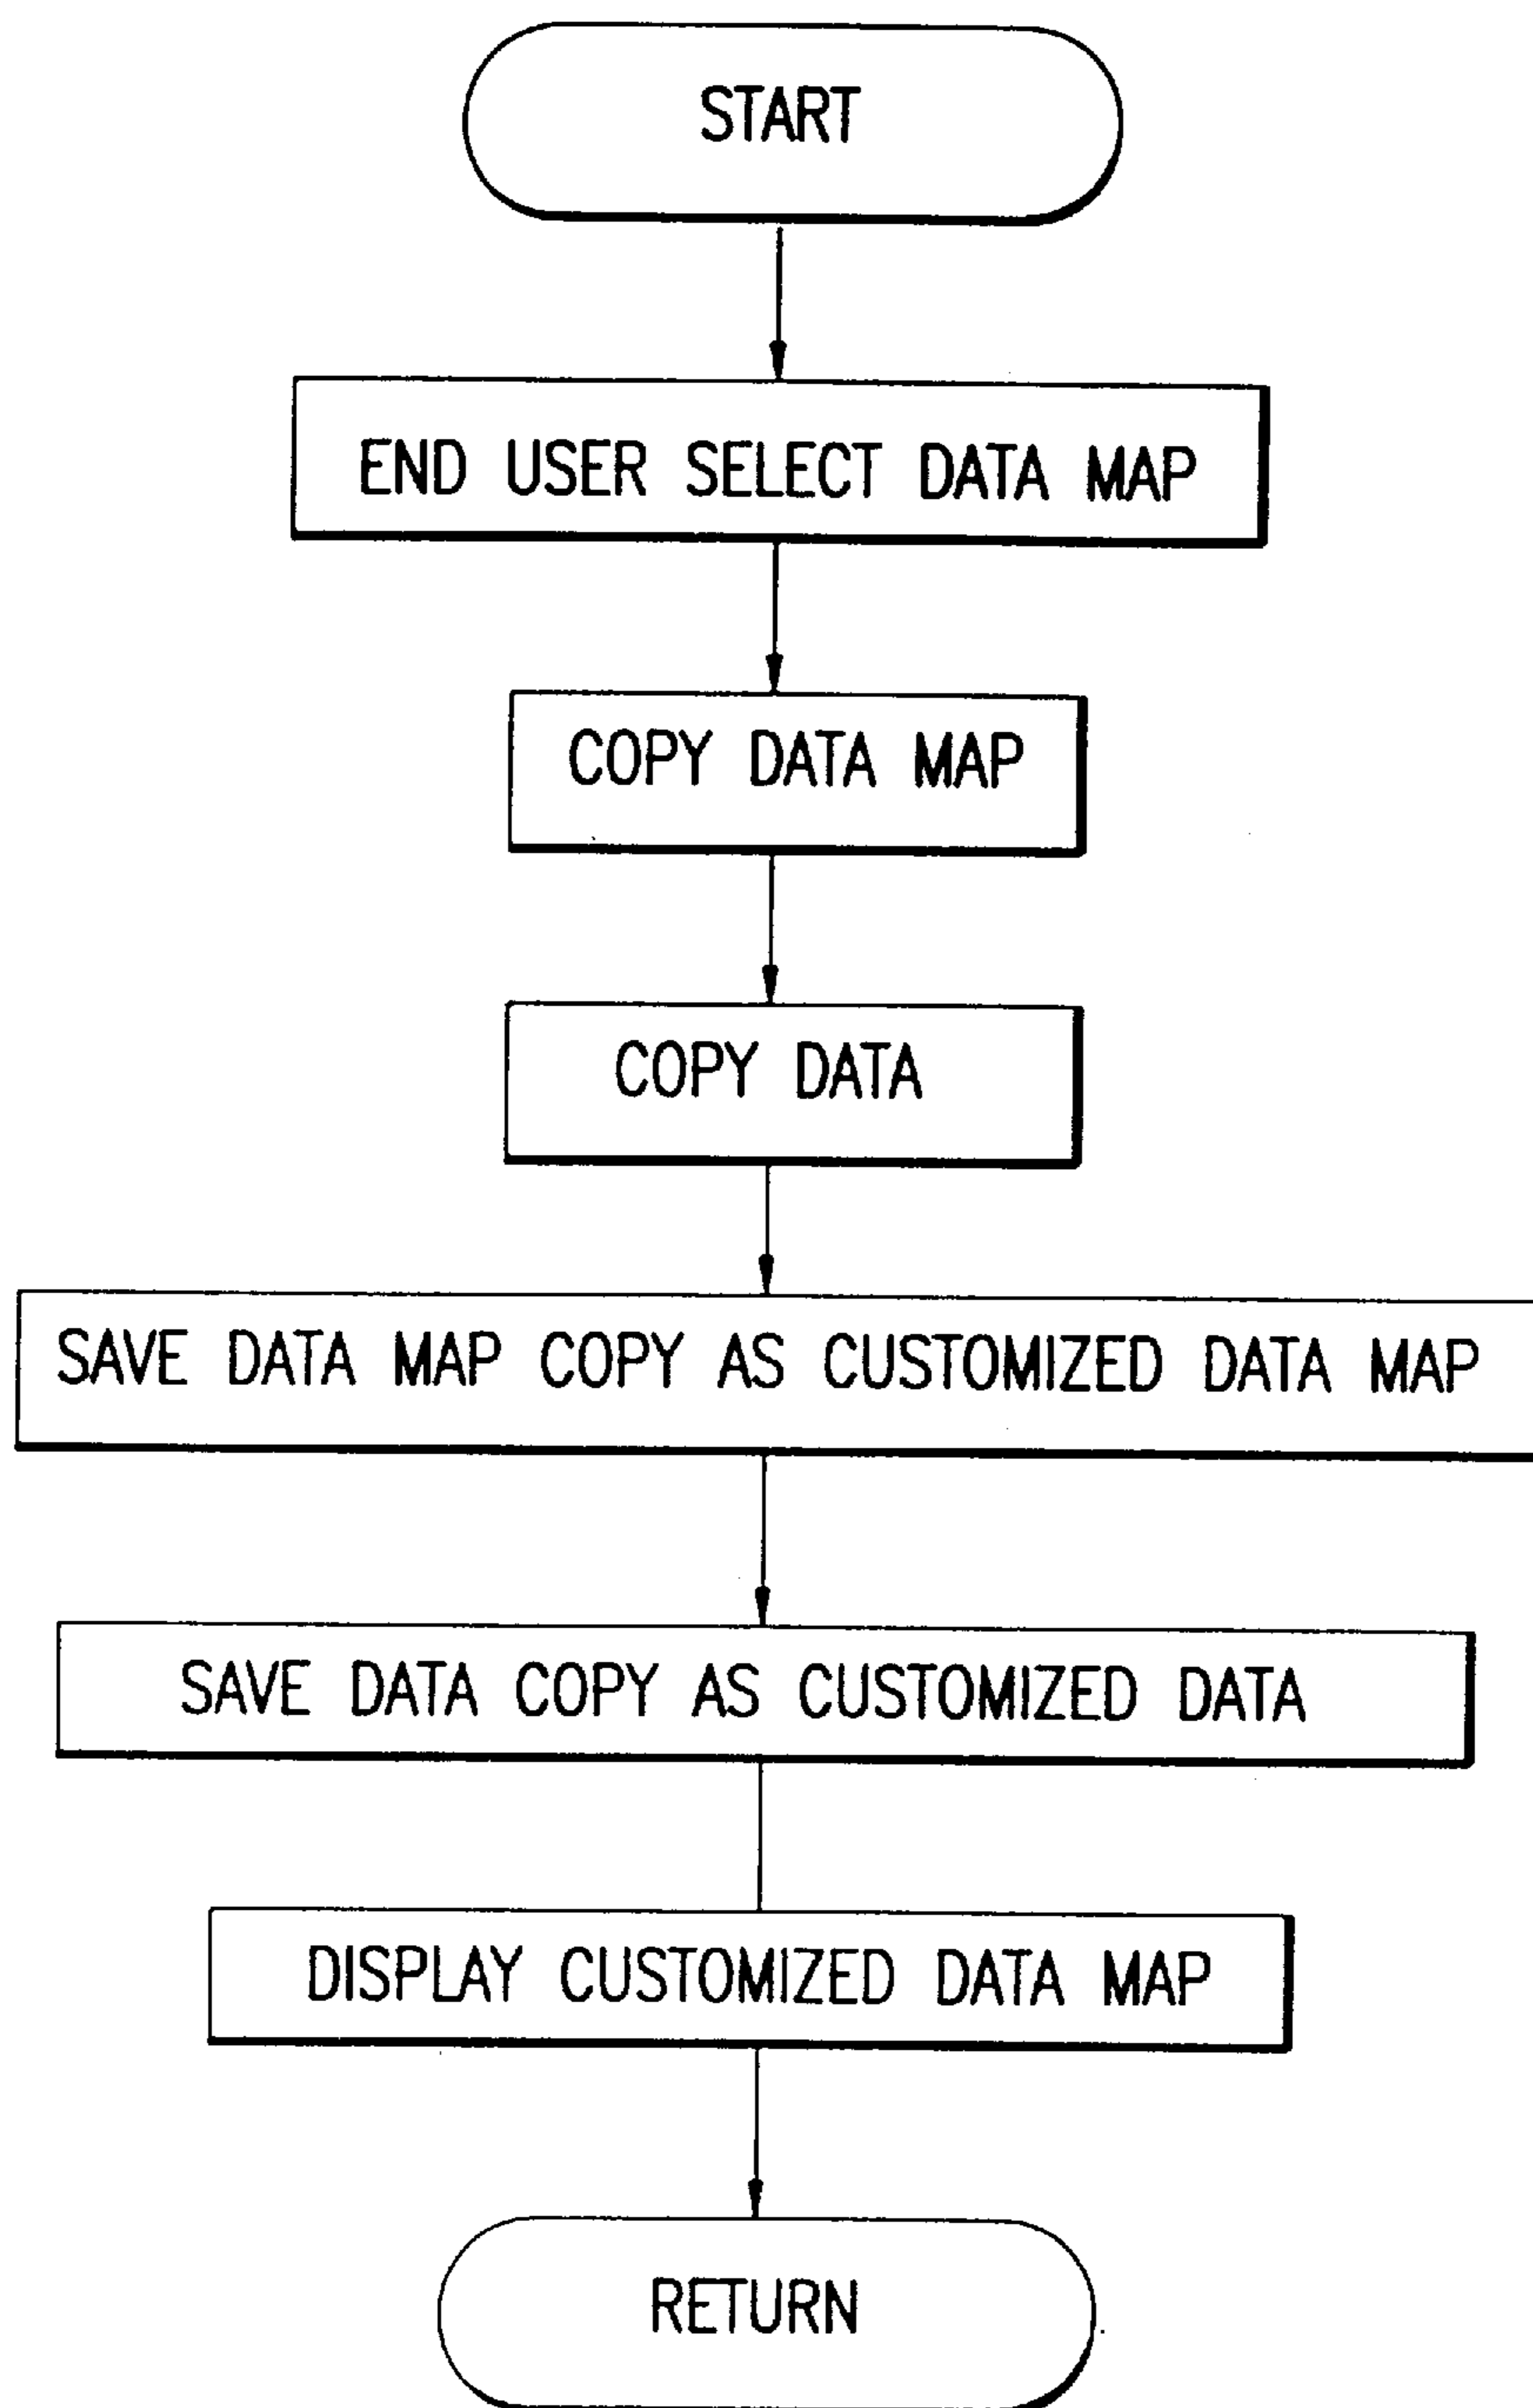 START
END USER SELECT DATA MAP
COPY DATA MAP
COPY DATA
SAVE DATA MAP COPY AS CUSTOMIZED DATA MAP
SAVE DATA COPY AS CUSTOMIZED DATA
DISPLAY CUSTOMIZED DATA MAP
RETURN